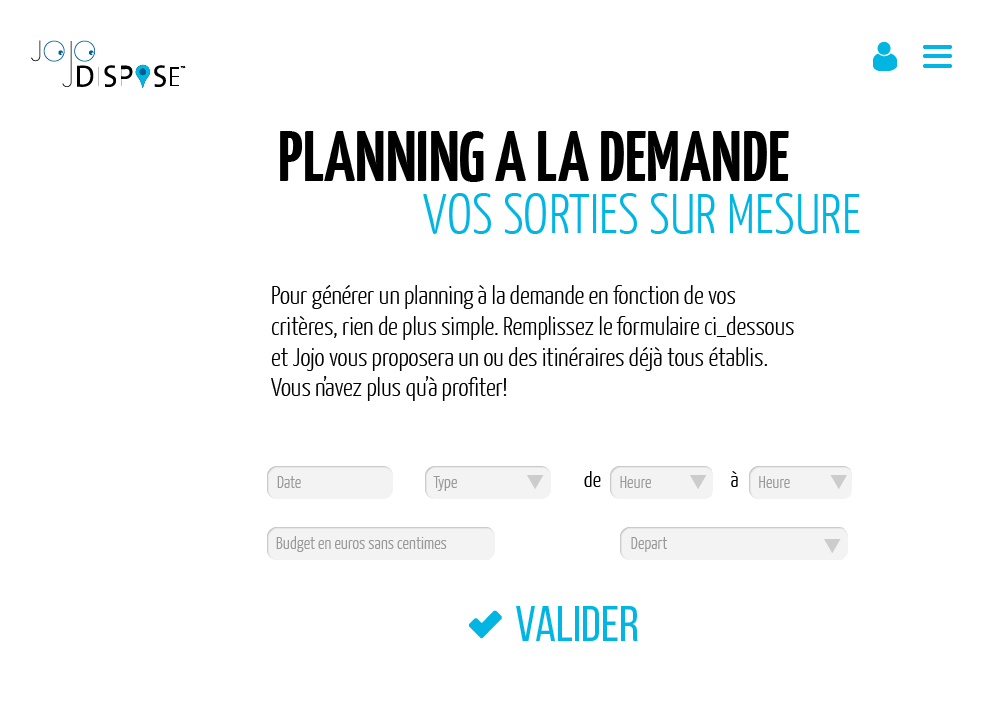 JOJO
DISPOSE™
PLANNING A LA DEMANDE
VOS SORTIES SUR MESURE
Pour générer un planning à la demande en fonction de vos
critères, rien de plus simple. Remplissez le formulaire ci_dessous
et Jojo vous proposera un ou des itinéraires déjà tous établis.
Vous n'avez plus qu'à profiter!
Date Type de Heure à Heure
Budget en euros sans centimes Depart
VALIDER